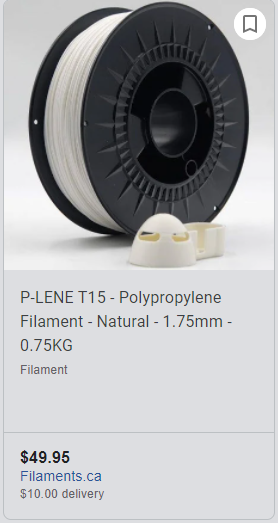 P-LENE T15 - Polypropylene
Filament - Natural - 1.75mm -
0.75KG
Filament
$49.95
Filaments.ca
$10.00 delivery